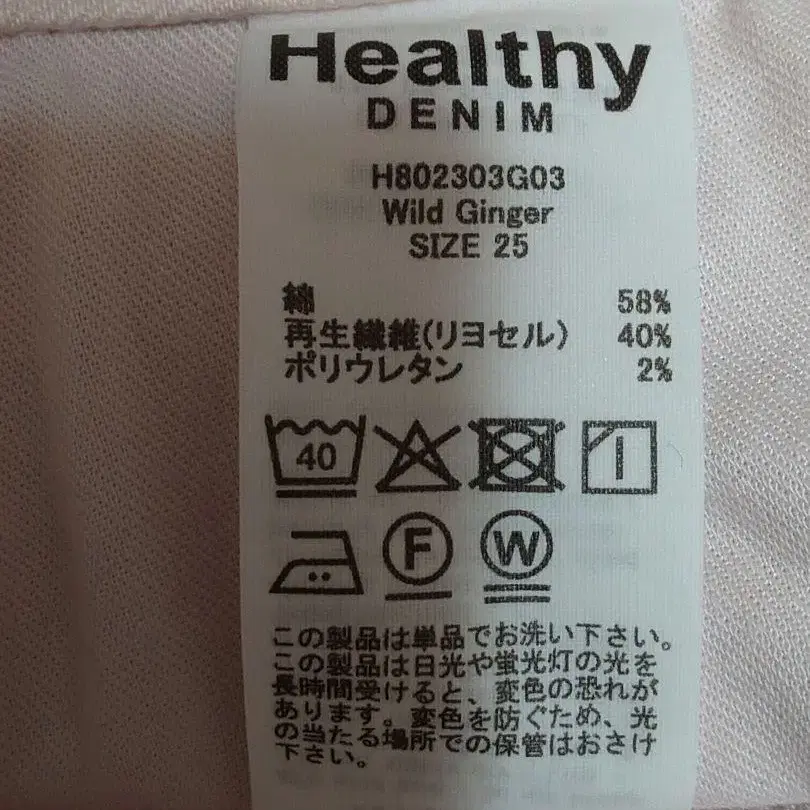 Healthy
DENIM
H802303G03
Wild Ginger
SIZE 25
綿 58%
再生繊維(リヨセル) 40%
ポリウレタン 2%
40
F W
この製品は単品でお洗い下さい。
この製品は日光や蛍光灯の光を
長時間受けると、変色の恐れが
あります。変色を防ぐため、光
の当たる場所での保管はおさけ
下さい。